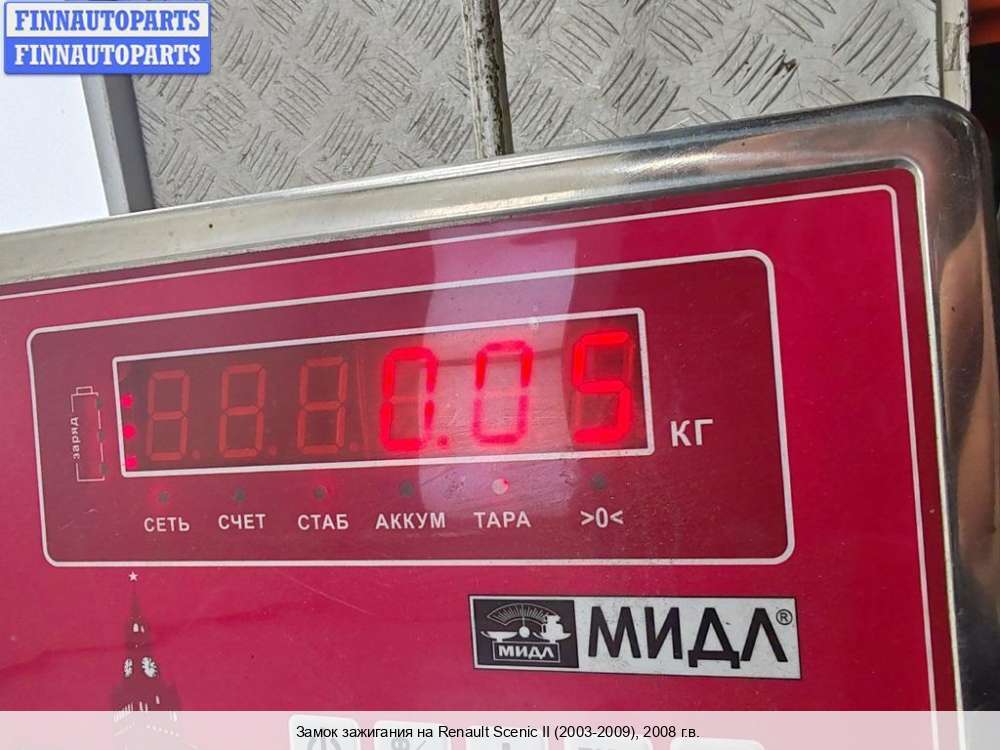 FINNAUTOPARTS
FINNAUTOPARTS
заряд
0.05
КГ
СЕТЬ СЧЕТ СТАБ АККУМ ТАРА >0<
МИДЛ
МИДЛ®
Замок зажигания на Renault Scenic II (2003-2009), 2008 г.в.